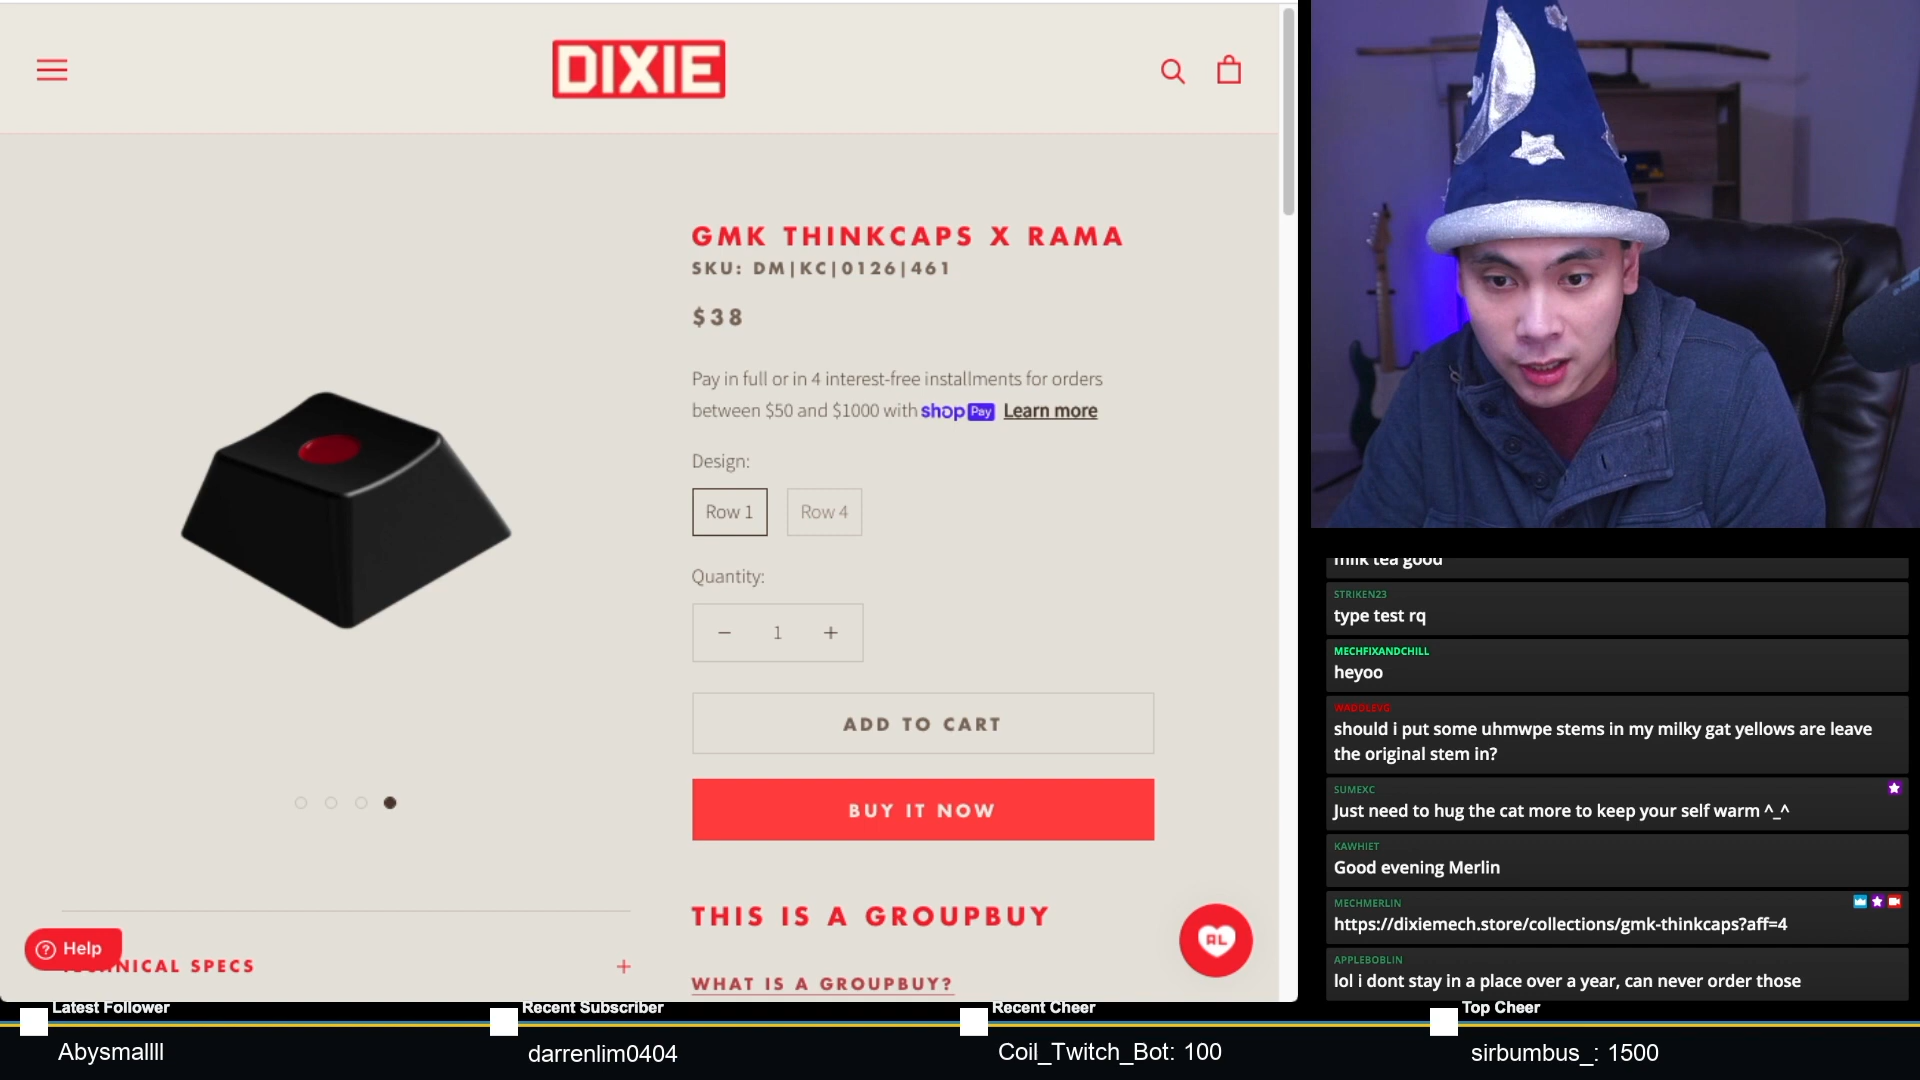 DIXIE
GMK THINKCAPS X RAMA
SKU: DM|KC|0126|461
$38
Pay in full or in 4 interest-free installments for orders
between $50 and $1000 with shop Pay Learn more
Design:
Row 1 Row 4
Quantity:
− 1 +
ADD TO CART
BUY IT NOW
THIS IS A GROUPBUY
WHAT IS A GROUPBUY?
Help
TECHNICAL SPECS +
milk tea good
STRIKEN23
type test rq
MECHFIXANDCHILL
heyoo
WADDLEVG
should i put some uhmwpe stems in my milky gat yellows are leave
the original stem in?
SUMEXC
Just need to hug the cat more to keep your self warm ^_^
KAWHIET
Good evening Merlin
MECHMERLIN
https://dixiemech.store/collections/gmk-thinkcaps?aff=4
APPLEBOBLIN
lol i dont stay in a place over a year, can never order those
Latest Follower
Abysmallll
Recent Subscriber
darrenlim0404
Recent Cheer
Coil_Twitch_Bot: 100
Top Cheer
sirbumbus_: 1500